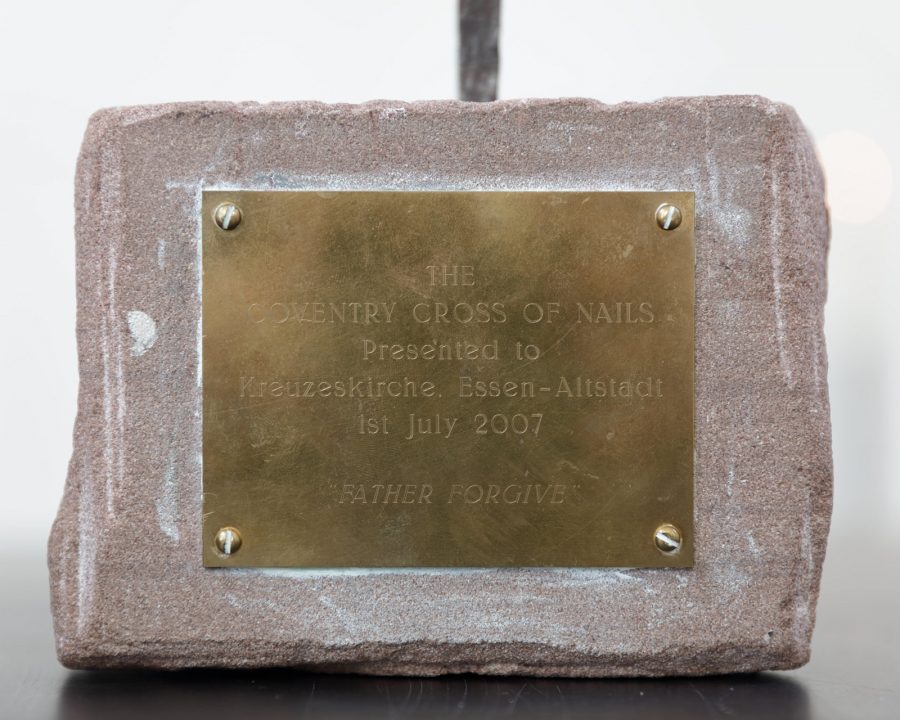 THE
COVENTRY CROSS OF NAILS
Presented to
Kreuzeskirche, Essen-Altstadt
1st July 2007
"FATHER FORGIVE"